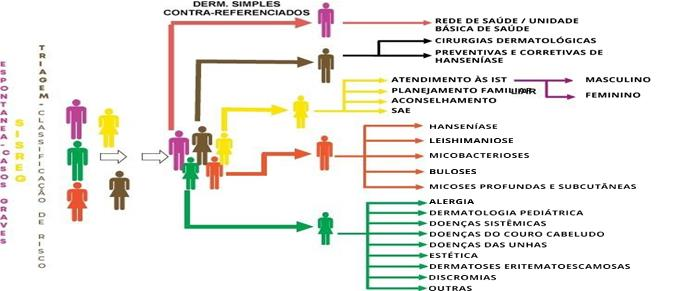 ESPONTANEA-CASOS GRAVES
SISREG
TRIAGEM-CLASSIFICAÇÃO DE RISCO
DERM. SIMPLES
CONTRA-REFERENCIADOS
REDE DE SAÚDE / UNIDADE
BÁSICA DE SAÚDE
CIRURGIAS DERMATOLÓGICAS
PREVENTIVAS E CORRETIVAS DE
HANSENÍASE
ATENDIMENTO ÀS IST
PLANEJAMENTO FAMILIAR
LIAR
ACONSELHAMENTO
SAE
MASCULINO
FEMININO
HANSENÍASE
LEISHIMANIOSE
MICOBACTERIOSES
BULOSES
MICOSES PROFUNDAS E SUBCUTÂNEAS
ALERGIA
DERMATOLOGIA PEDIÁTRICA
DOENÇAS SISTÊMICAS
DOENÇAS DO COURO CABELUDO
DOENÇAS DAS UNHAS
ESTÉTICA
DERMATOSES ERITEMATOESCAMOSAS
DISCROMIAS
OUTRAS